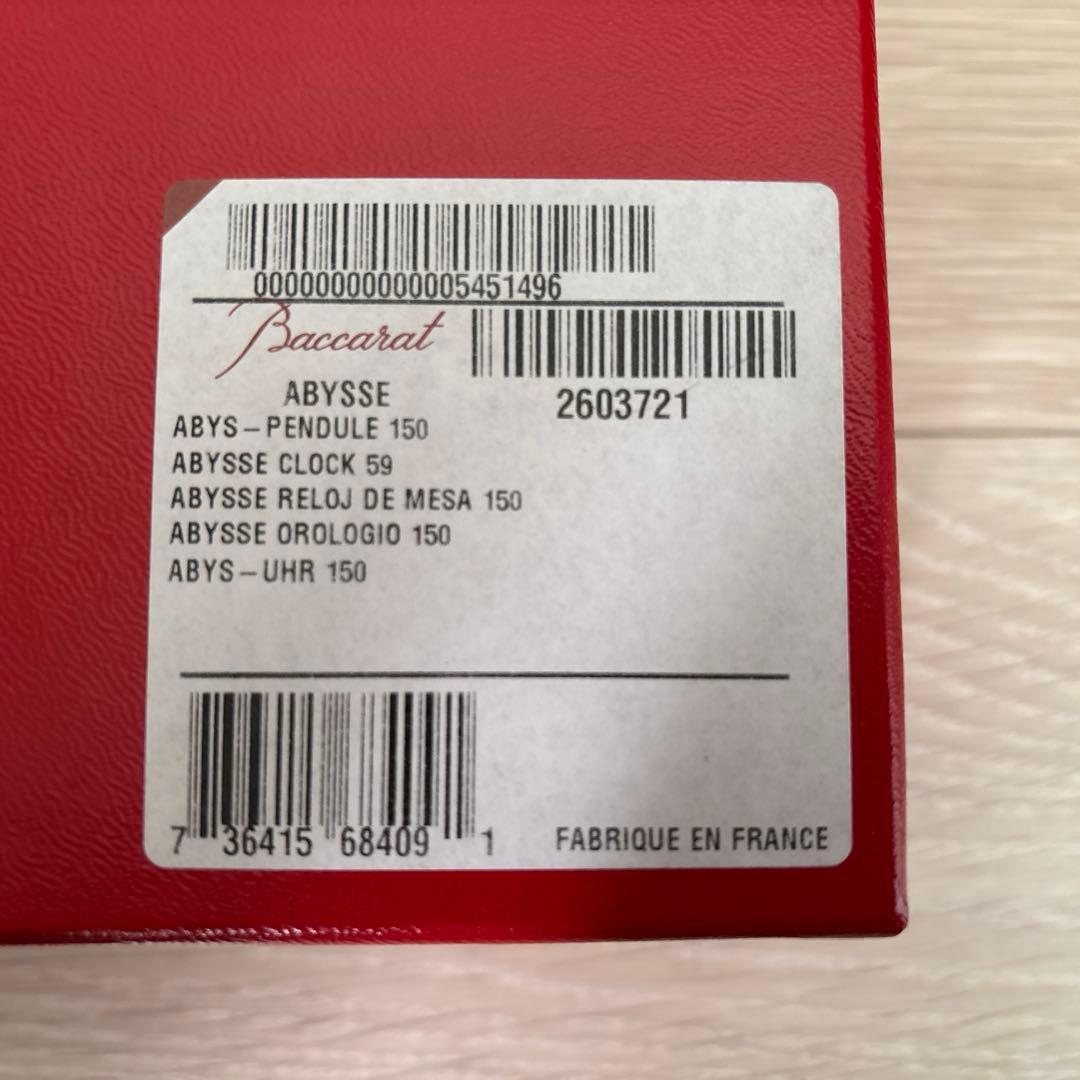 00000000000005451496
Baccarat
2603721
ABYSSE
ABYS-PENDULE 150
ABYSSE CLOCK 59
ABYSSE RELOJ DE MESA 150
ABYSSE OROLOGIO 150
ABYS-UHR 150
7 36415 68409 1
FABRIQUE EN FRANCE